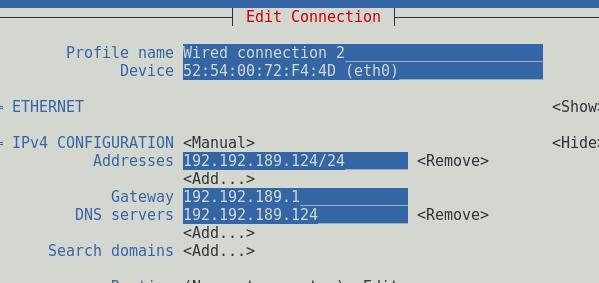 Edit Connection
Profile name Wired connection 2
Device 52:54:00:72:F4:4D (eth0)
= ETHERNET <Show>
= IPv4 CONFIGURATION <Manual> <Hide>
Addresses 192.192.189.124/24 <Remove>
<Add...>
Gateway 192.192.189.1
DNS servers 192.192.189.124 <Remove>
<Add...>
Search domains <Add...>